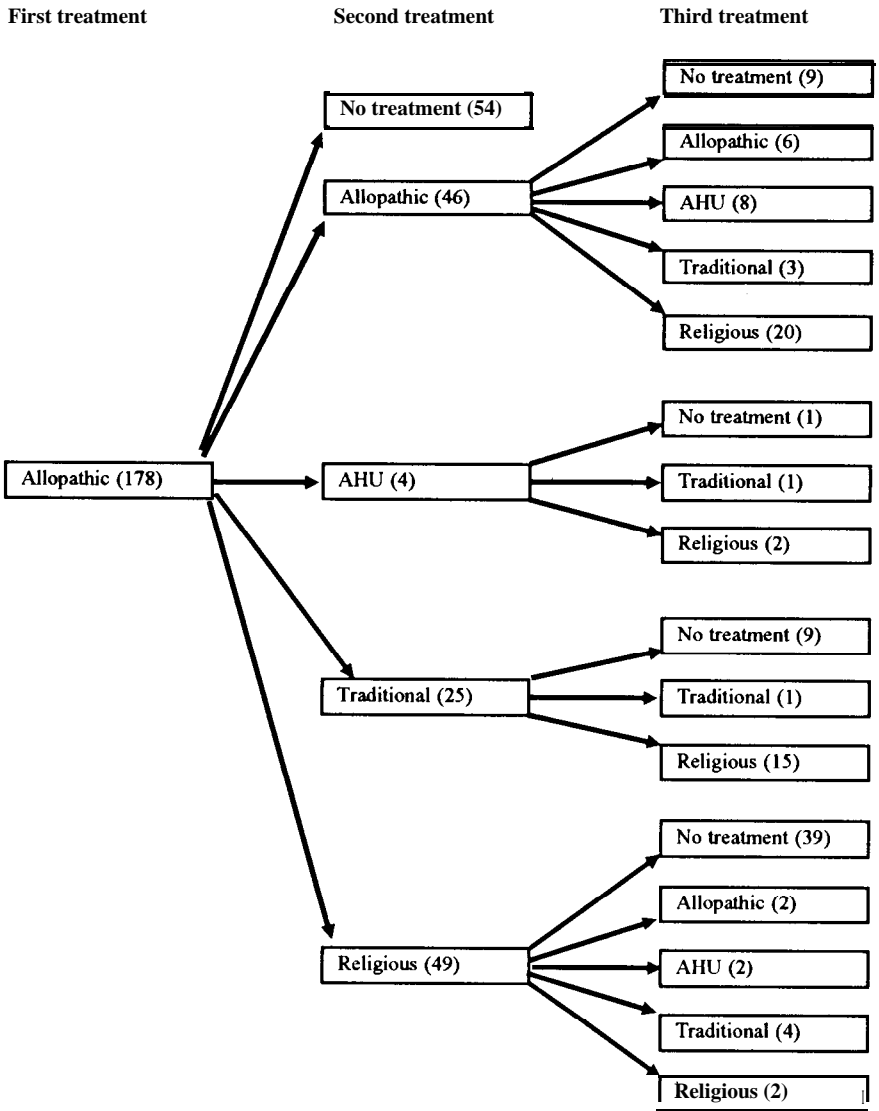 First treatment Second treatment Third treatment
No treatment (54)
Allopathic (46)
No treatment (9)
Allopathic (6)
AHU (8)
Traditional (3)
Religious (20)
Allopathic (178)
AHU (4)
No treatment (1)
Traditional (1)
Religious (2)
Traditional (25)
No treatment (9)
Traditional (1)
Religious (15)
Religious (49)
No treatment (39)
Allopathic (2)
AHU (2)
Traditional (4)
Religious (2)